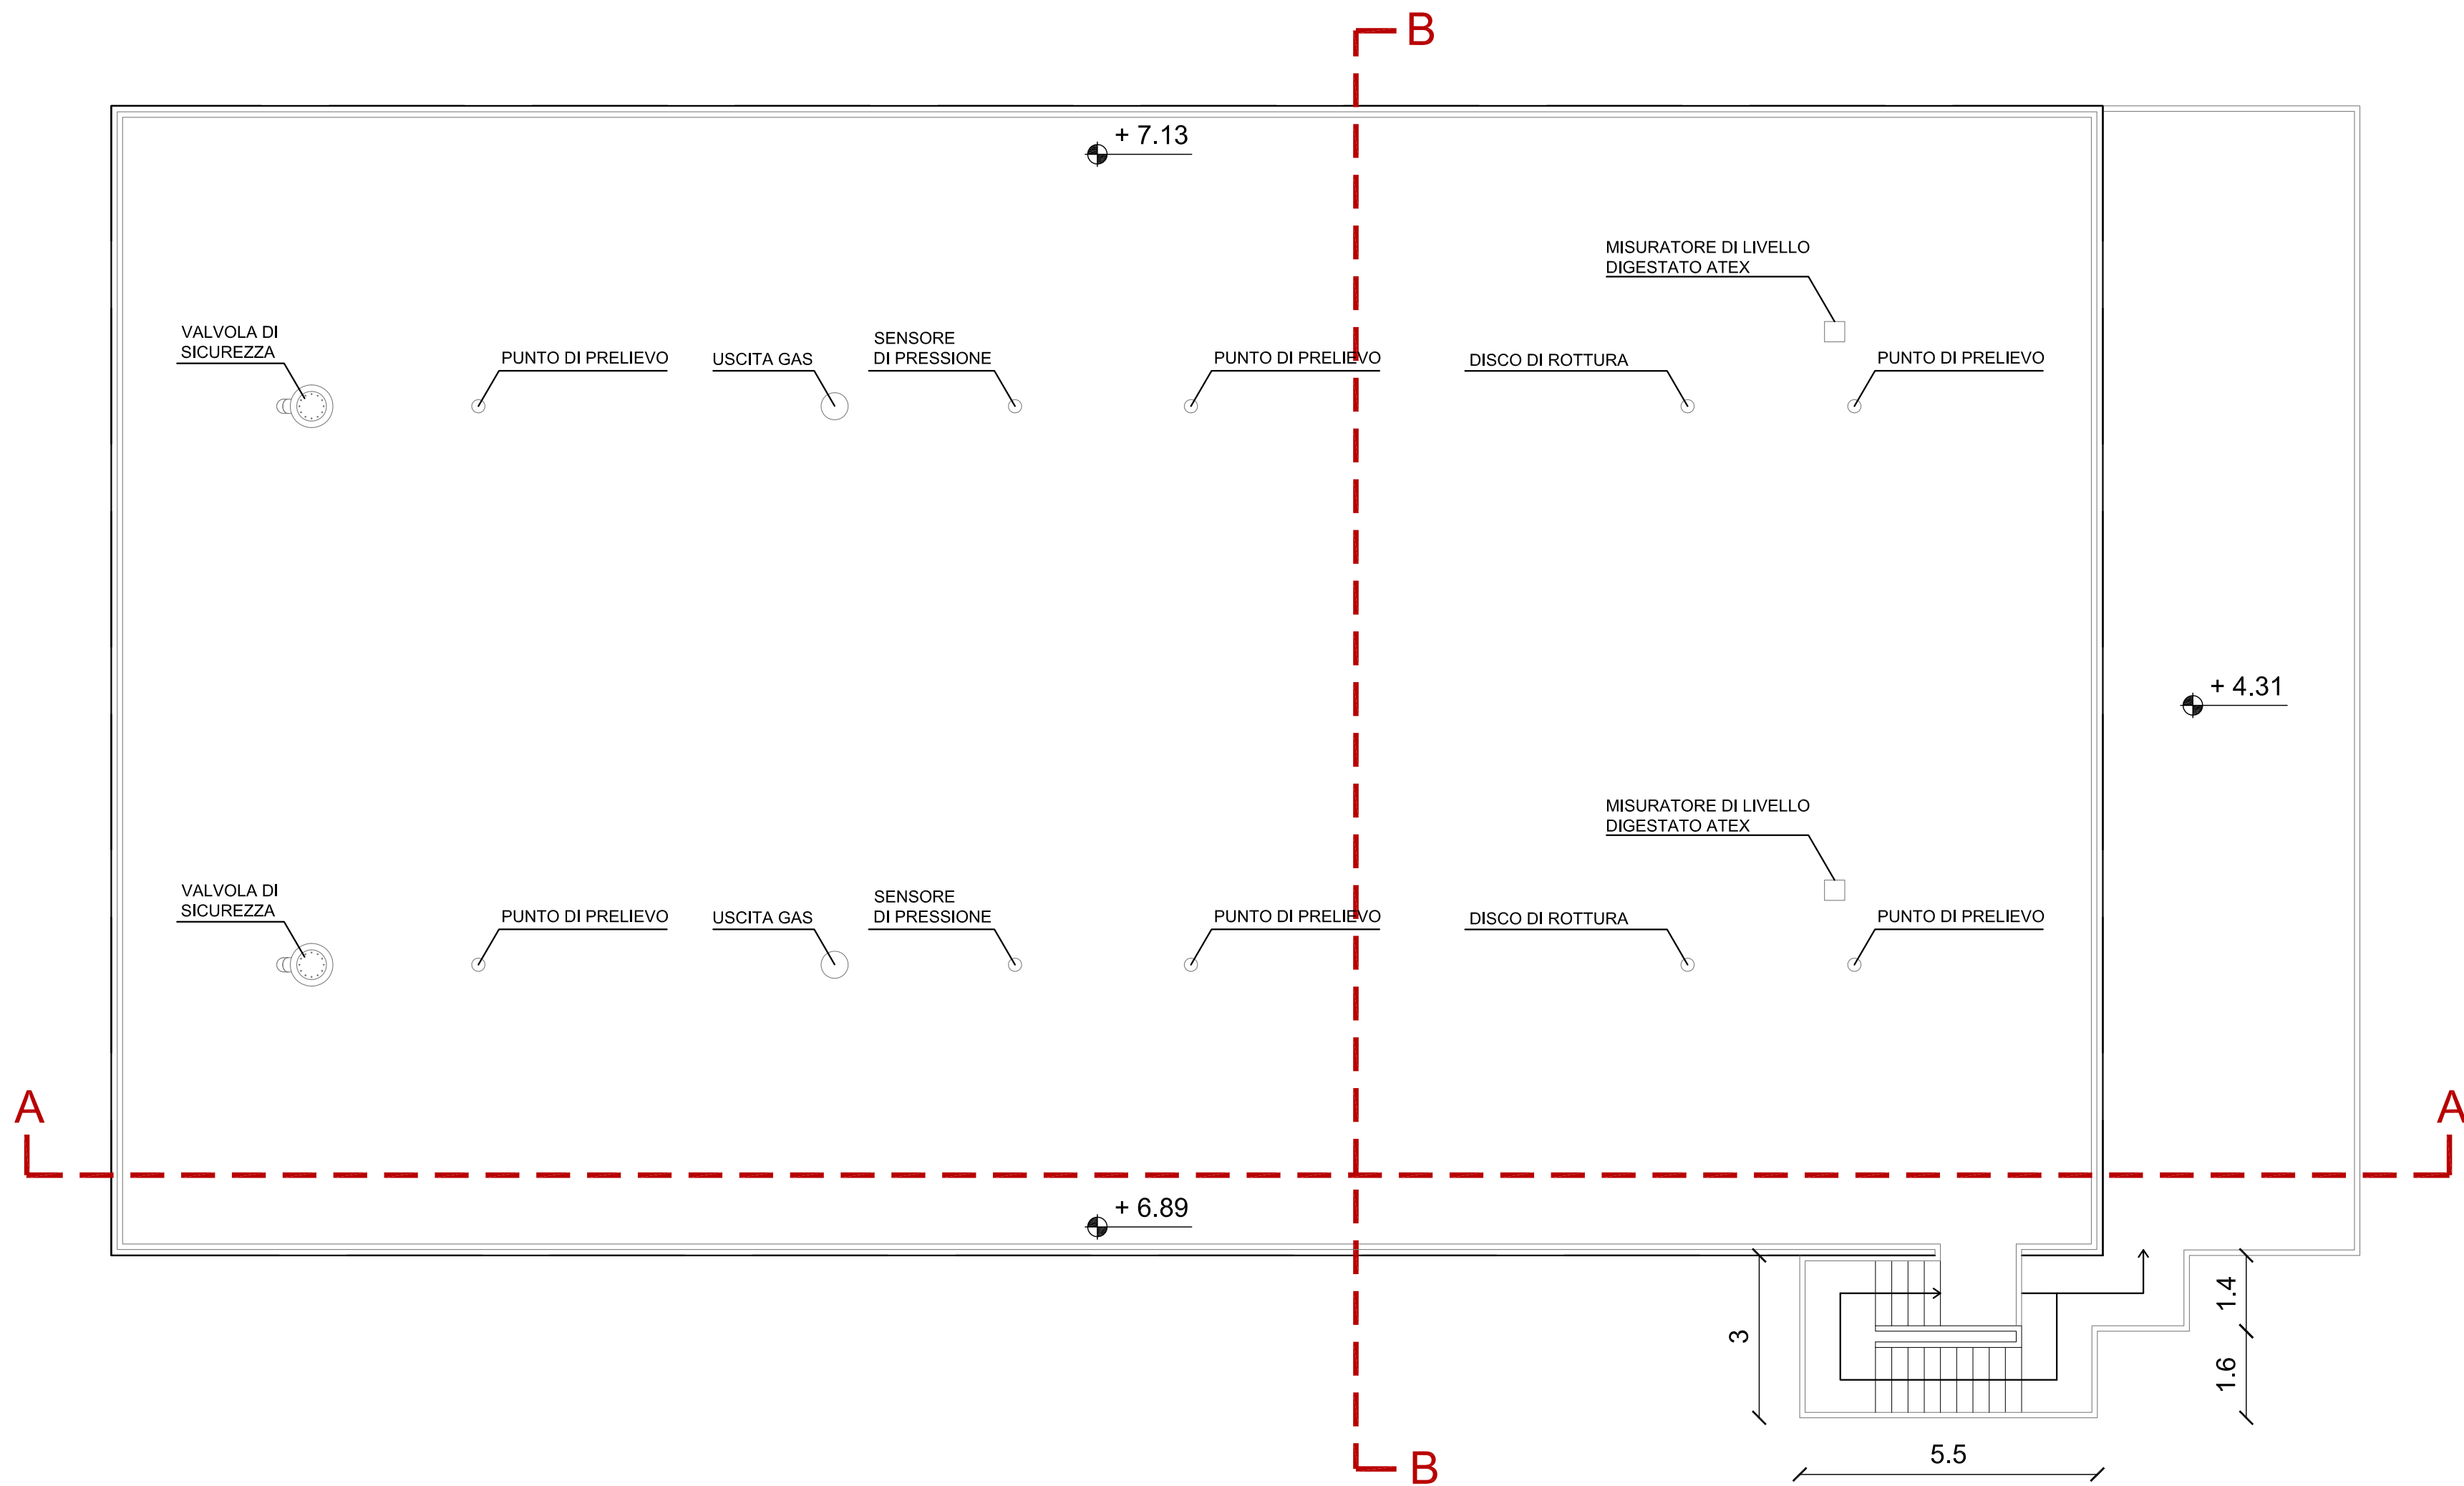 B
+ 7.13
MISURATORE DI LIVELLO
DIGESTATO ATEX
VALVOLA DI
SICUREZZA
PUNTO DI PRELIEVO
USCITA GAS
SENSORE
DI PRESSIONE
PUNTO DI PRELIEVO
DISCO DI ROTTURA
PUNTO DI PRELIEVO
+ 4.31
MISURATORE DI LIVELLO
DIGESTATO ATEX
VALVOLA DI
SICUREZZA
PUNTO DI PRELIEVO
USCITA GAS
SENSORE
DI PRESSIONE
PUNTO DI PRELIEVO
DISCO DI ROTTURA
PUNTO DI PRELIEVO
A
A
+ 6.89
3
1.4
1.6
5.5
B